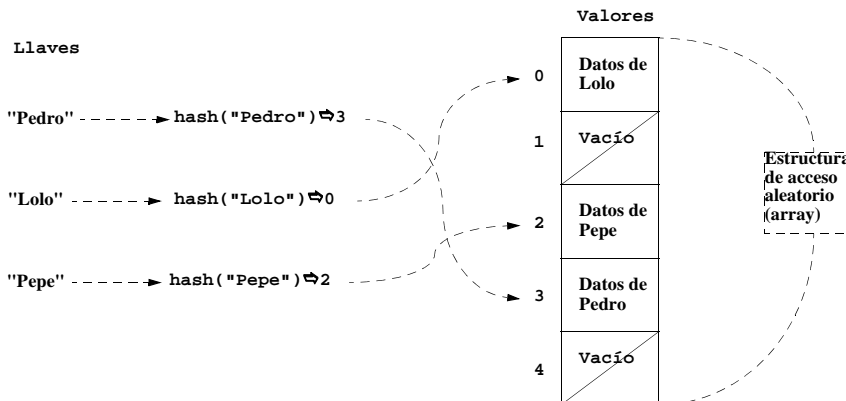 Valores
Llaves
0
Datos de
Lolo
"Pedro"
hash("Pedro")⇨3
1
Vacío
Estructura
de acceso
aleatorio
(array)
"Lolo"
hash("Lolo")⇨0
2
Datos de
Pepe
"Pepe"
hash("Pepe")⇨2
3
Datos de
Pedro
4
Vacío